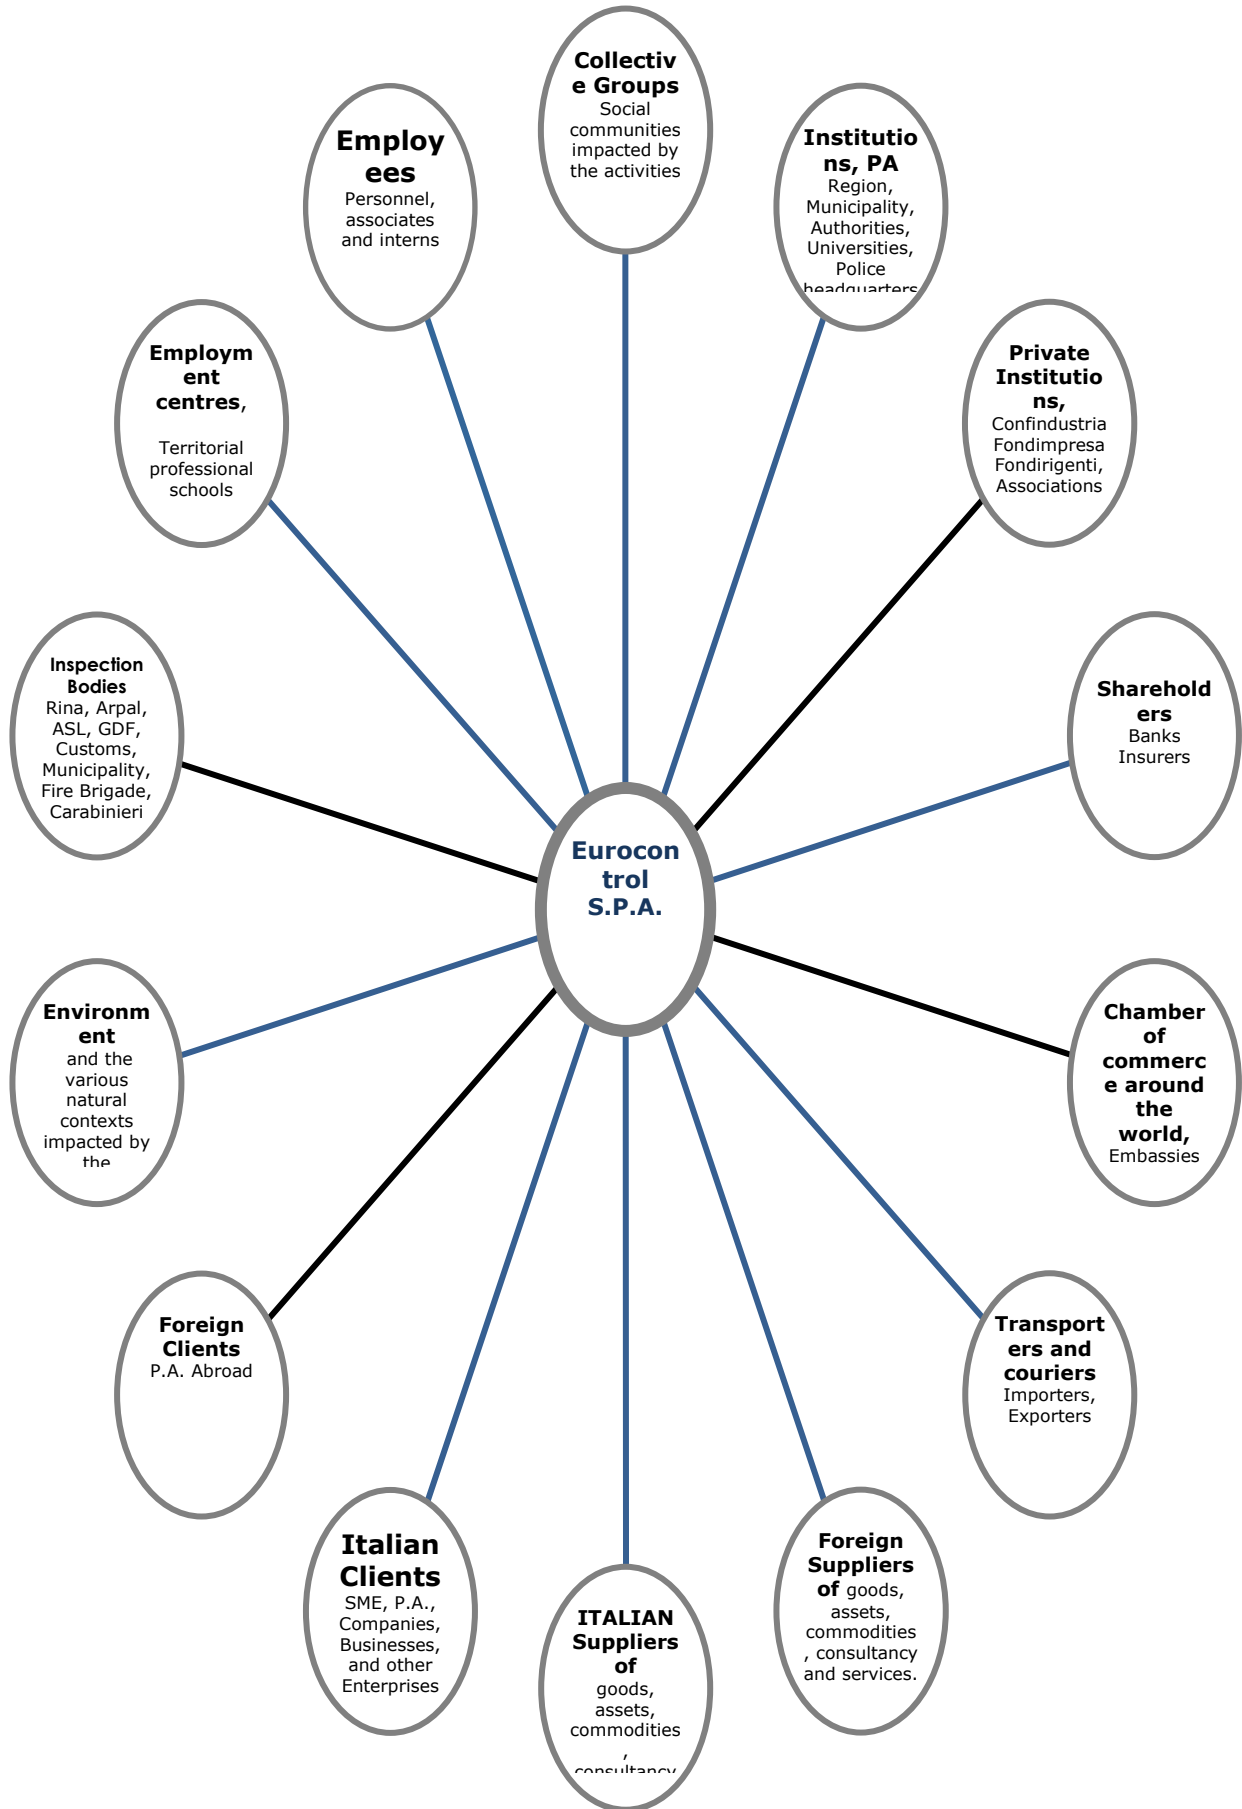 Collectiv
e Groups
Social
communities
impacted by
the activities
Institutio
ns, PA
Region,
Municipality,
Authorities,
Universities,
Police
headquarters
Private
Institutio
ns,
Confindustria
Fondimpresa
Fondirigenti,
Associations
Sharehold
ers
Banks
Insurers
Chamber
of
commerc
e around
the
world,
Embassies
Transport
ers and
couriers
Importers,
Exporters
Foreign
Suppliers
of goods,
assets,
commodities
, consultancy
and services.
ITALIAN
Suppliers
of
goods,
assets,
commodities
,
consultancy
Italian
Clients
SME, P.A.,
Companies,
Businesses,
and other
Enterprises
Foreign
Clients
P.A. Abroad
Environm
ent
and the
various
natural
contexts
impacted by
the
Inspection
Bodies
Rina, Arpal,
ASL, GDF,
Customs,
Municipality,
Fire Brigade,
Carabinieri
Employm
ent
centres,
Territorial
professional
schools
Employ
ees
Personnel,
associates
and interns
Eurocon
trol
S.P.A.